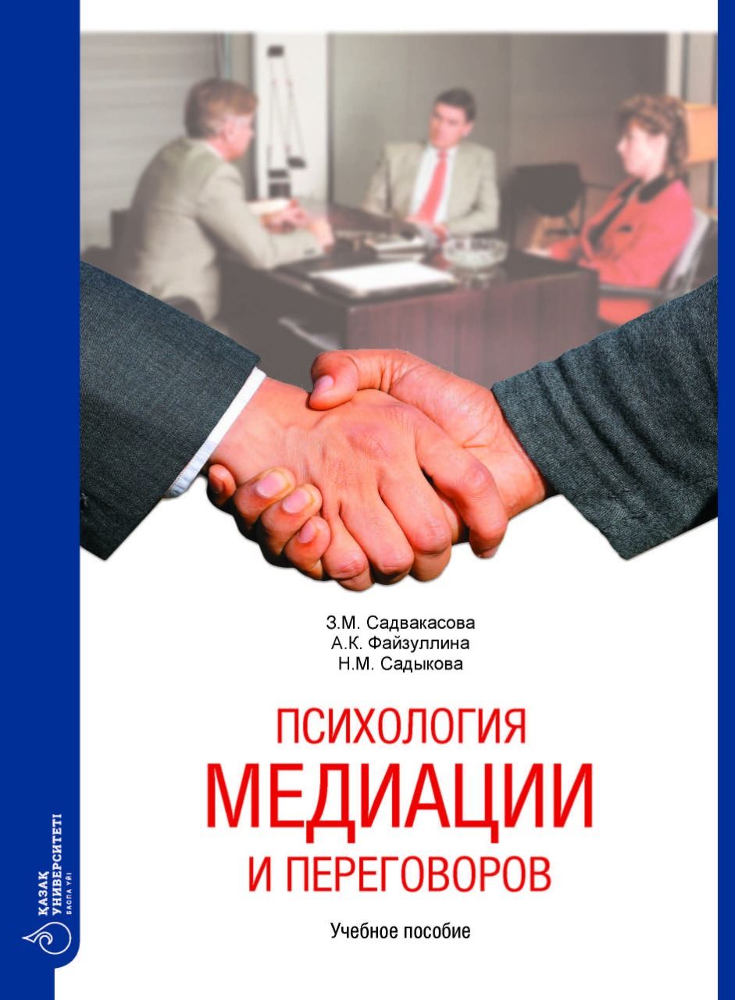 З.М. Садвакасова
А.К. Файзуллина
Н.М. Садыкова
ПСИХОЛОГИЯ
МЕДИАЦИИ
И ПЕРЕГОВОРОВ
Учебное пособие
ҚАЗАҚ
УНИВЕРСИТЕТІ
БАСПА ҮЙІ